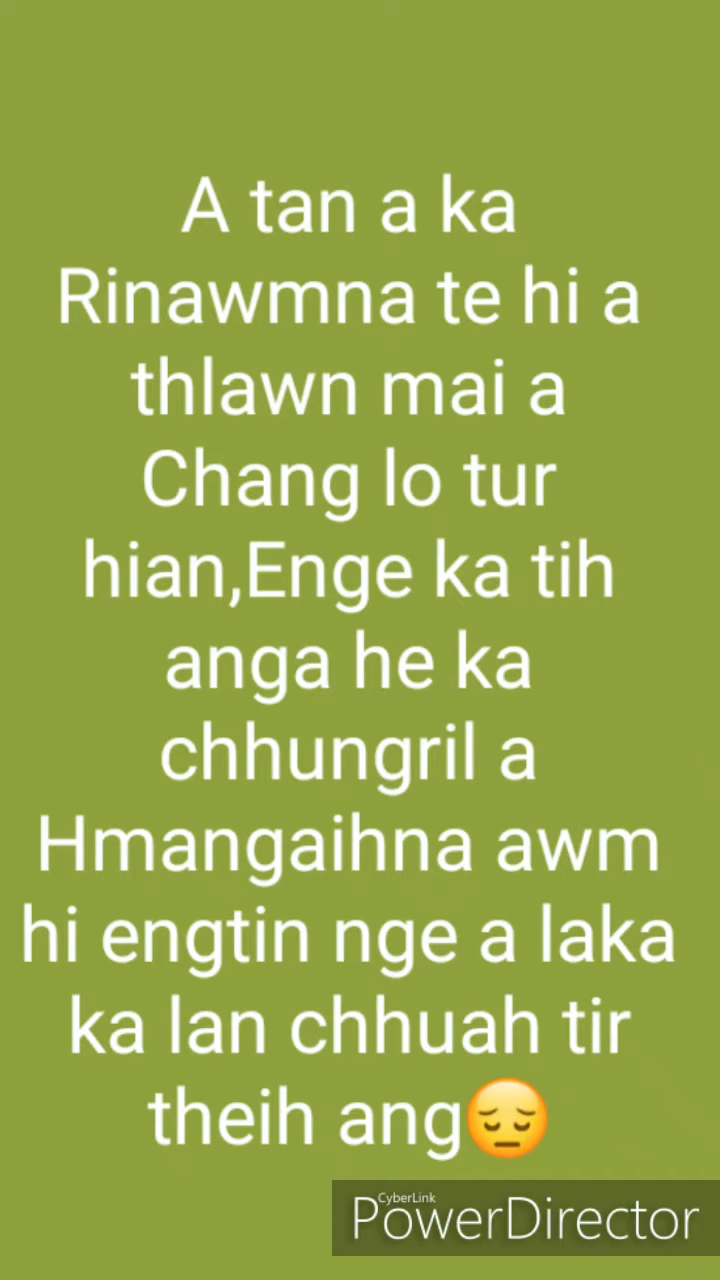 A tan a ka
Rinawmna te hi a
thlawn mai a
Chang lo tur
hian,Enge ka tih
anga he ka
chhungril a
Hmangaihna awm
hi engtin nge a laka
ka lan chhuah tir
theih ang😔
CyberLink
PowerDirector